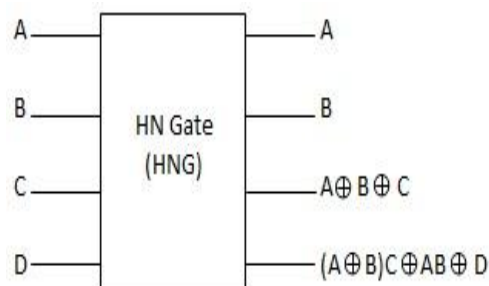 A A
B B
HN Gate
(HNG)
C A⊕ B⊕ C
D (A⊕B)C⊕AB⊕ D